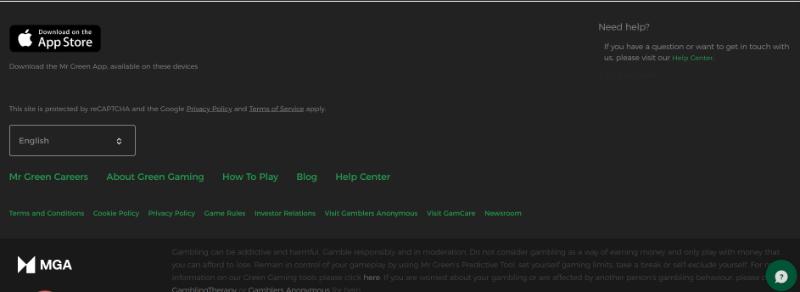 Download on the
App Store
Need help?
If you have a question or want to get in touch with
us, please visit our Help Center.
Download the Mr Green App, available on these devices
This site is protected by reCAPTCHA and the Google Privacy Policy and Terms of Service apply.
English
Mr Green Careers About Green Gaming How To Play Blog Help Center
Terms and Conditions Cookie Policy Privacy Policy Game Rules Investor Relations Visit Gamblers Anonymous Visit GamCare Newsroom
MGA
Gambling can be addictive and harmful. Gamble responsibly and in moderation. Do not consider gambling as a way of earning money and only play with money that
you can afford to lose. Remain in control of your gameplay by using Mr Green's Predictive Tool, set yourself gaming limits, take a break or self-exclude yourself. For
information on our Green Gaming tools please click here. If you are worried about your gambling or are affected by another person's gambling behaviour, please
GamblingTherapy or Gamblers Anonymous for help.